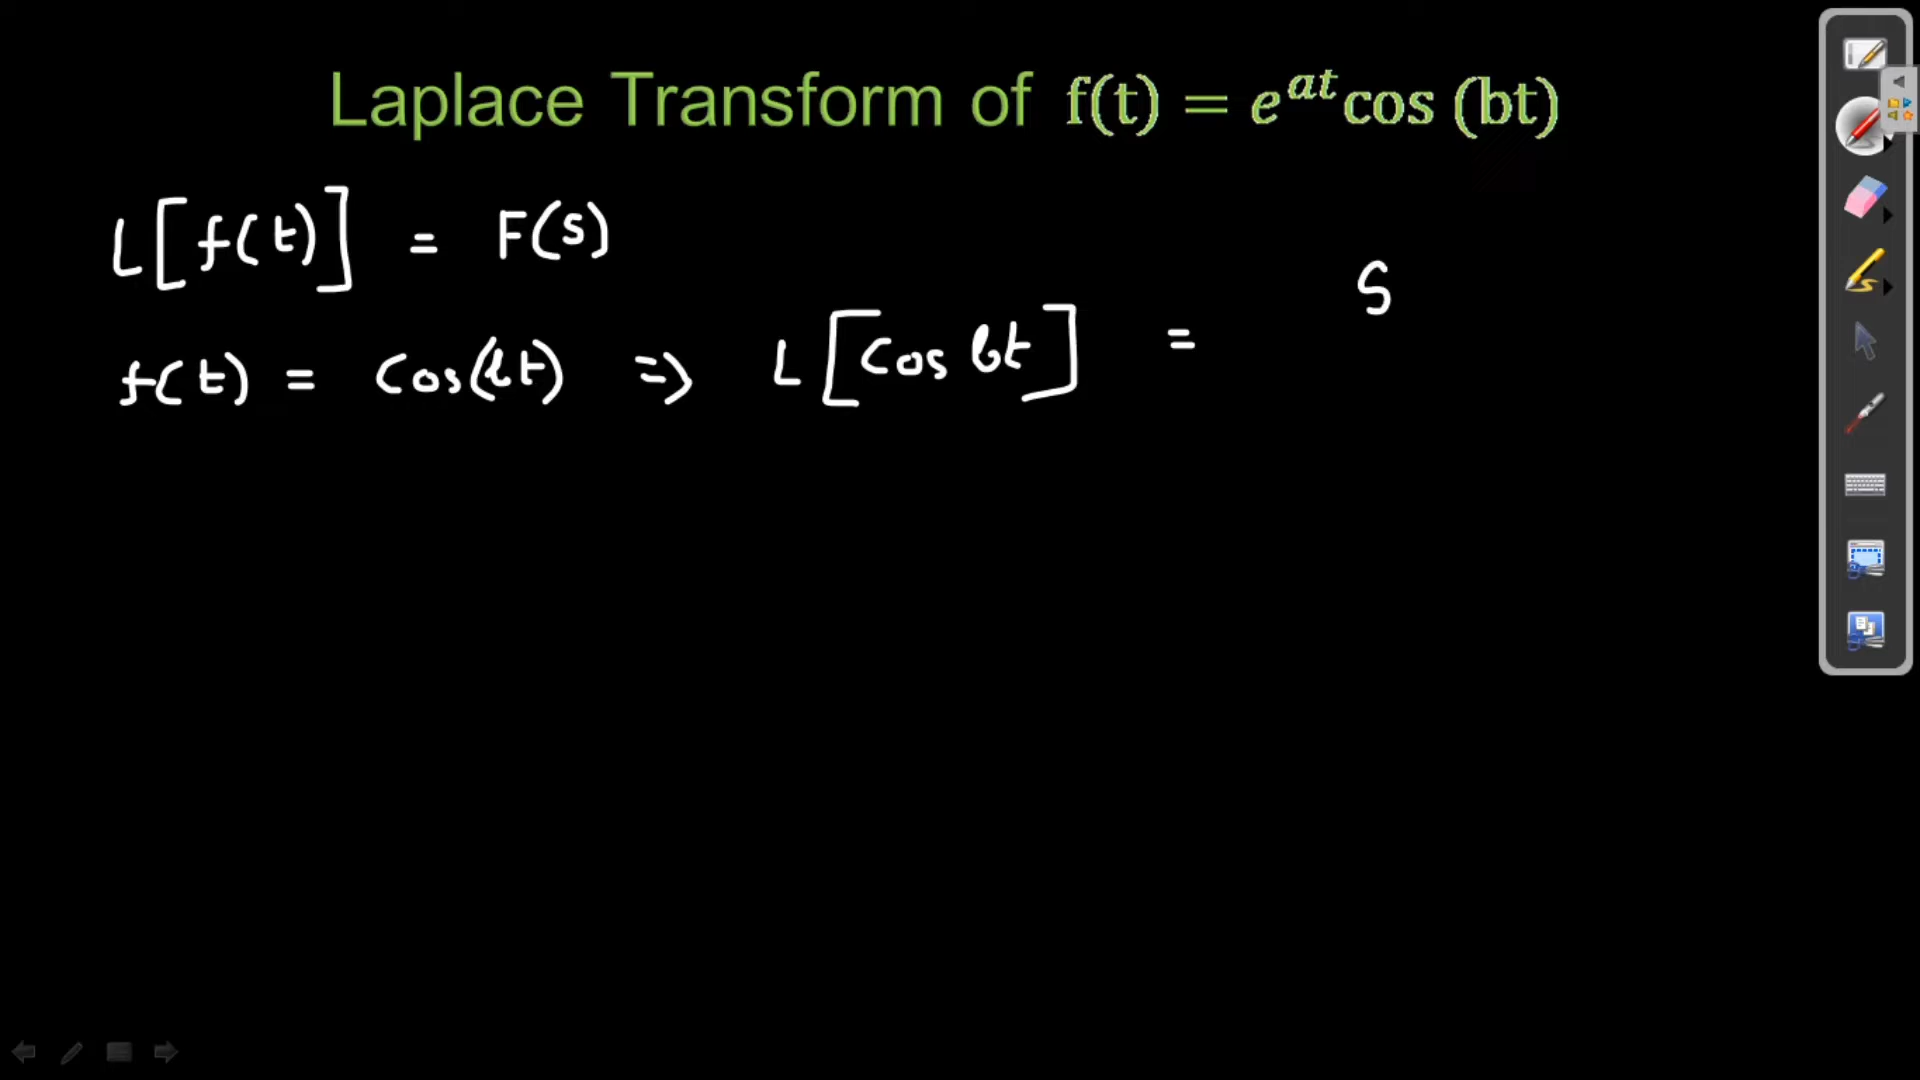 Laplace Transform of f(t) = e^{at} cos (bt)
L[f(t)] = F(s)
f(t) = Cos(bt) => L[Cos bt] = S